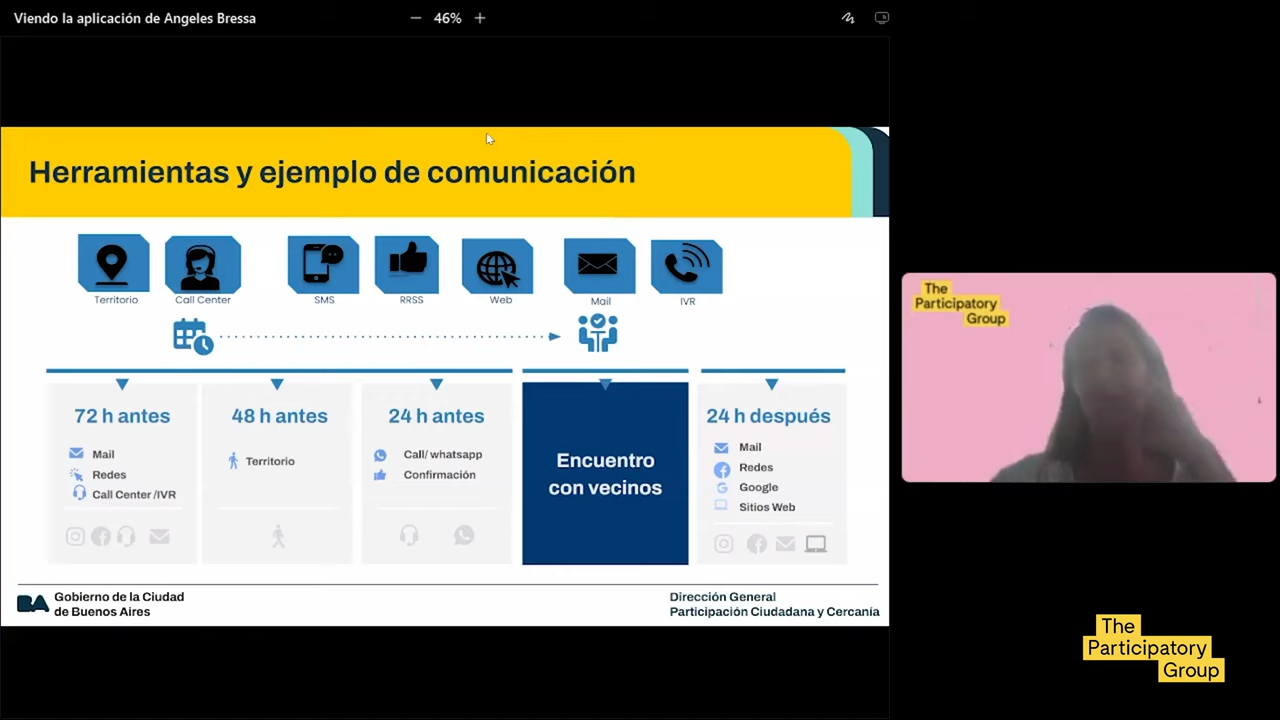 Viendo la aplicación de Angeles Bressa
46%
Herramientas y ejemplo de comunicación
Territorio
Call Center
SMS
RRSS
Web
Mail
IVR
72 h antes
Mail
Redes
Call Center /IVR
48 h antes
Territorio
24 h antes
Call/ whatsapp
Confirmación
Encuentro
con vecinos
24 h después
Mail
Redes
Google
Sitios Web
BA
Gobierno de la Ciudad
de Buenos Aires
Dirección General
Participación Ciudadana y Cercanía
The
Participatory
Group
The
Participatory
Group